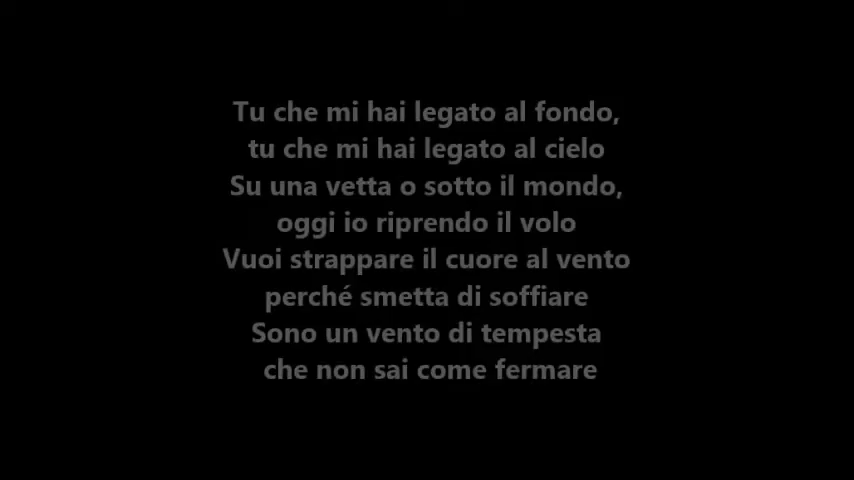 Tu che mi hai legato al fondo,
tu che mi hai legato al cielo
Su una vetta o sotto il mondo,
oggi io riprendo il volo
Vuoi strappare il cuore al vento
perché smetta di soffiare
Sono un vento di tempesta
che non sai come fermare